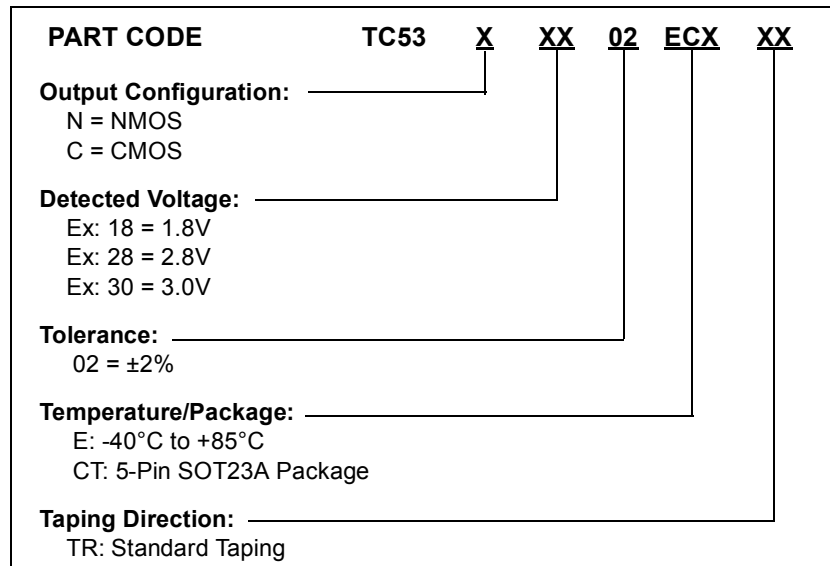 PART CODE TC53 X XX 02 ECX XX
Output Configuration:
N = NMOS
C = CMOS
Detected Voltage:
Ex: 18 = 1.8V
Ex: 28 = 2.8V
Ex: 30 = 3.0V
Tolerance:
02 = ±2%
Temperature/Package:
E: -40°C to +85°C
CT: 5-Pin SOT23A Package
Taping Direction:
TR: Standard Taping